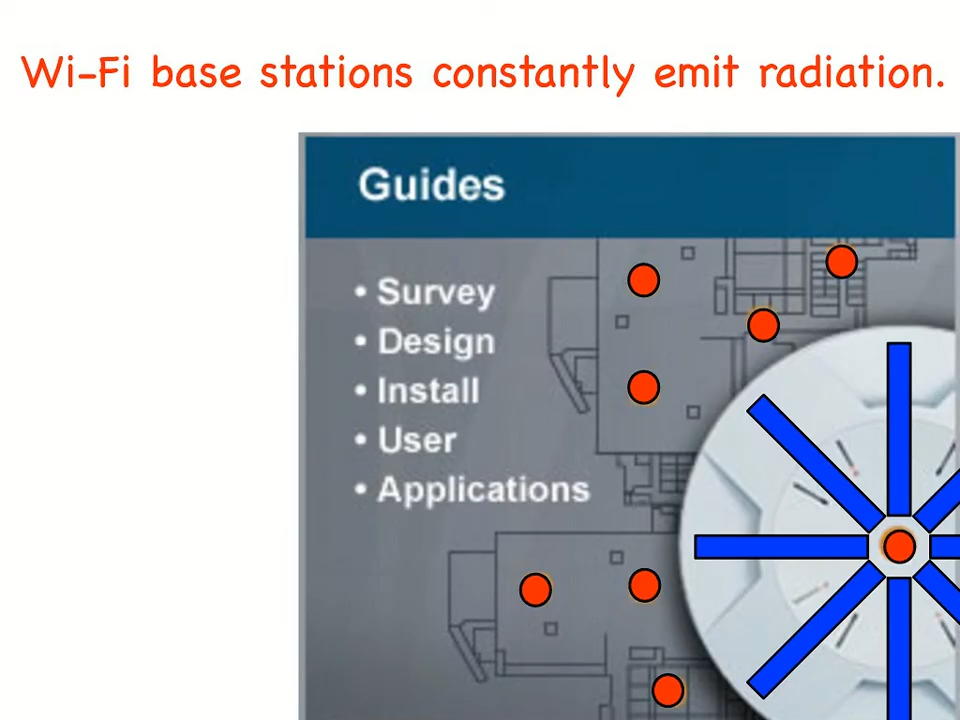 Wi-Fi base stations constantly emit radiation.
Guides
• Survey
• Design
• Install
• User
• Applications